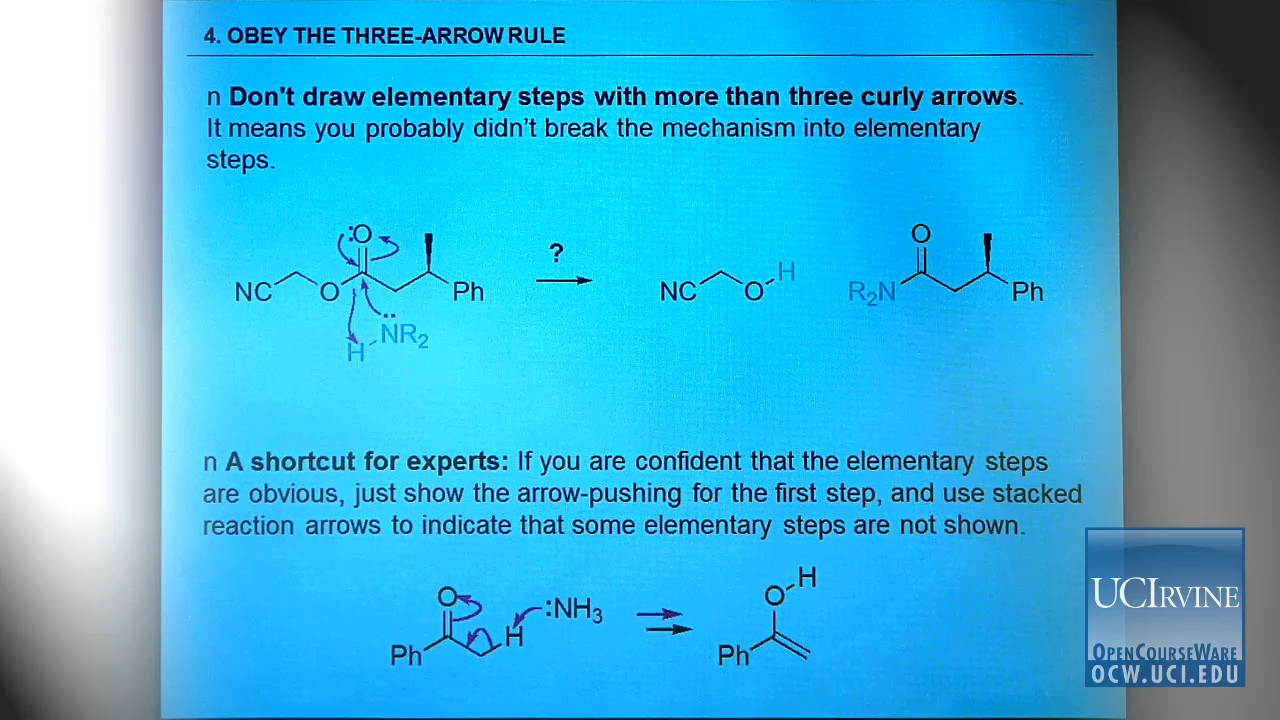 4. OBEY THE THREE-ARROW RULE
n Don't draw elementary steps with more than three curly arrows.
It means you probably didn't break the mechanism into elementary
steps.
:O
?
O
NC
O
Ph
NC
O
H
R2N
Ph
H
NR2
n A shortcut for experts: If you are confident that the elementary steps
are obvious, just show the arrow-pushing for the first step, and use stacked
reaction arrows to indicate that some elementary steps are not shown.
O
H
:NH3
Ph
O
H
Ph
UCIRVINE
OPENCOURSEWARE
OCW.UCI.EDU